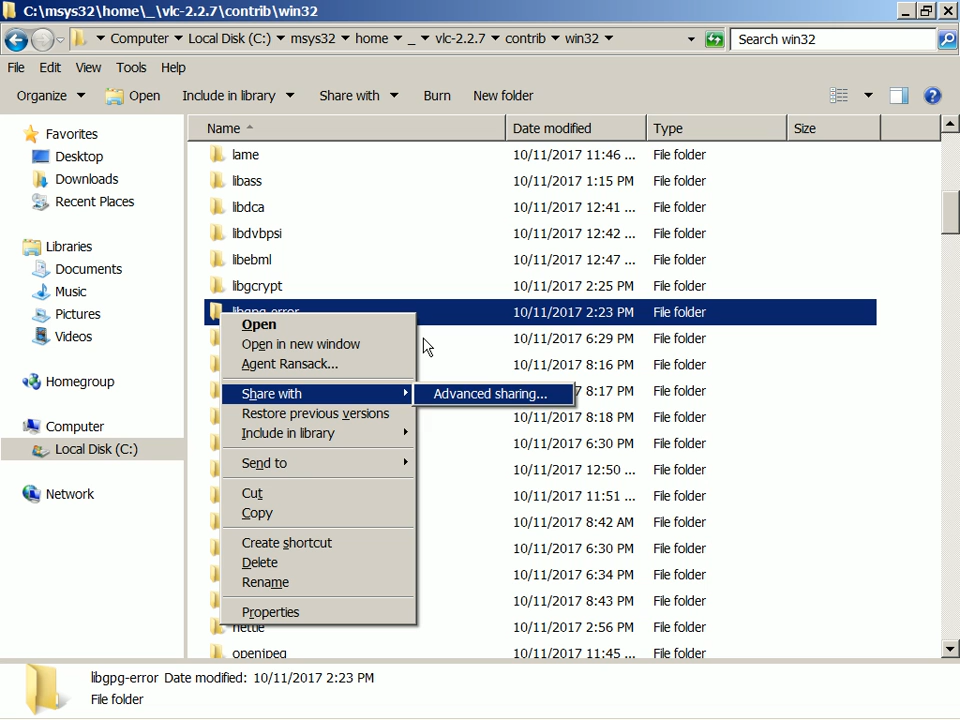 C:\msys32\home\_\vlc-2.2.7\contrib\win32
Computer Local Disk (C:) msys32 home _ vlc-2.2.7 contrib win32 Search win32
File Edit View Tools Help
Organize Open Include in library Share with Burn New folder
Name Date modified Type Size
Favorites
Desktop
Downloads
Recent Places
Libraries
Documents
Music
Pictures
Videos
Homegroup
Computer
Local Disk (C:)
Network
lame 10/11/2017 11:46 ... File folder
libass 10/11/2017 1:15 PM File folder
libdca 10/11/2017 12:41 ... File folder
libdvbpsi 10/11/2017 12:42 ... File folder
libebml 10/11/2017 12:47 ... File folder
libgcrypt 10/11/2017 2:25 PM File folder
libgpg-error 10/11/2017 2:23 PM File folder
10/11/2017 6:29 PM File folder
10/11/2017 8:16 PM File folder
8:17 PM File folder
10/11/2017 8:18 PM File folder
10/11/2017 6:30 PM File folder
10/11/2017 12:50 ... File folder
10/11/2017 11:51 ... File folder
10/11/2017 8:42 AM File folder
10/11/2017 6:30 PM File folder
10/11/2017 6:34 PM File folder
10/11/2017 8:43 PM File folder
nettle 10/11/2017 2:56 PM File folder
openjpeg 10/11/2017 11:45 ... File folder
Open
Open in new window
Agent Ransack...
Share with
Advanced sharing...
Restore previous versions
Include in library
Send to
Cut
Copy
Create shortcut
Delete
Rename
Properties
libgpg-error Date modified: 10/11/2017 2:23 PM
File folder